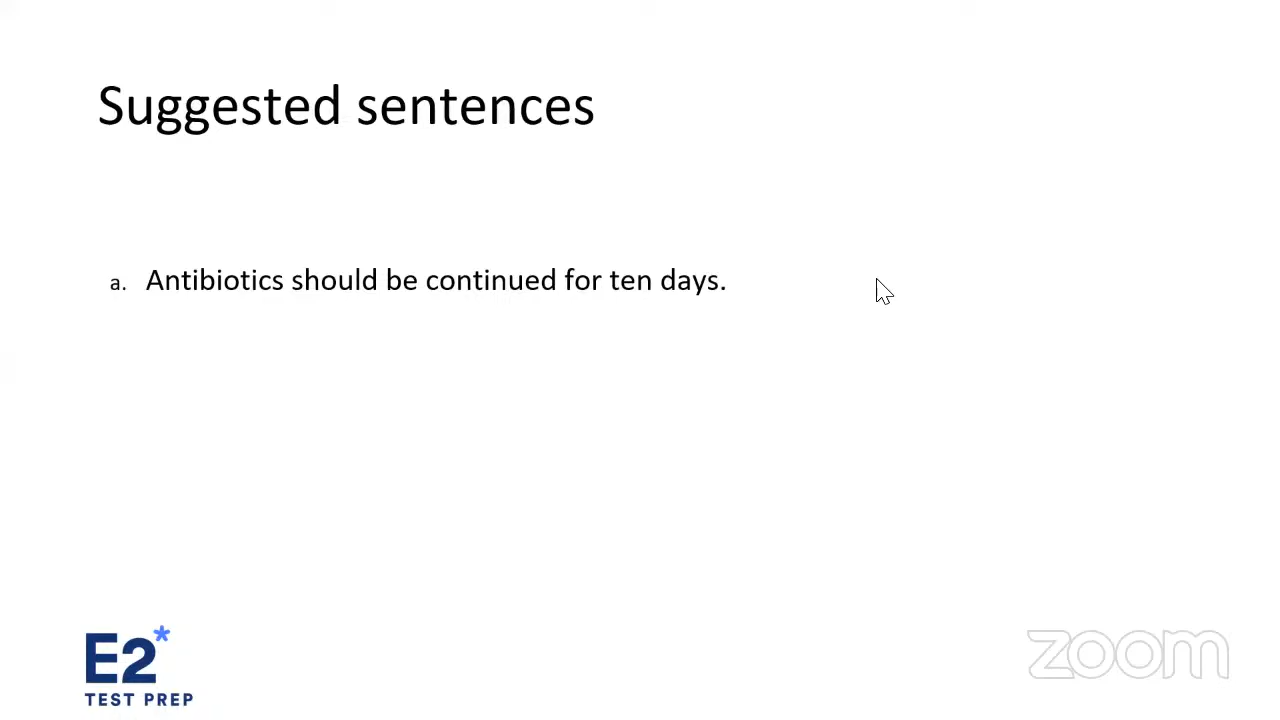 Suggested sentences
a. Antibiotics should be continued for ten days.
E2*
TEST PREP
zoom